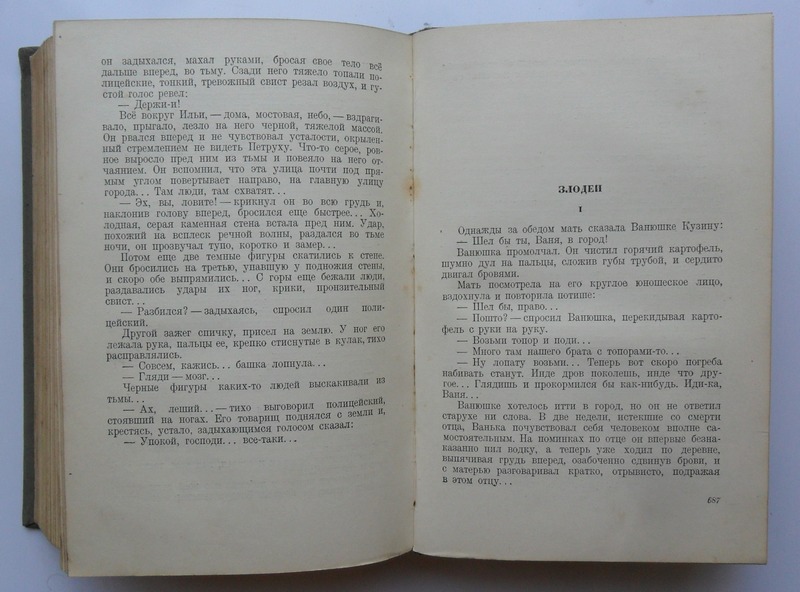 он задыхался, махал руками, бросая свое тело всё
дальше вперед, во тьму. Сзади него тяжело топали по-
лицейские, тонкий, тревожный свист резал воздух, и гу-
стой голос ревел:
— Держи-и!
Всё вокруг Ильи, — дома, мостовая, небо, — вздраги-
вало, прыгало, лезло на него черной, тяжелой массой.
Он рвался вперед и не чувствовал усталости, окрылен-
ный стремлением не видеть Петруху. Что-то серое, ров-
ное выросло пред ним из тьмы и повеяло на него от-
чаянием. Он вспомнил, что эта улица почти под пря-
мым углом повертывает направо, на главную улицу
города... Там люди, там схватят...
— Эх, вы, ловите! — крикнул он во всю грудь и,
наклонив голову вперед, бросился еще быстрее... Хо-
лодная, серая каменная стена встала пред ним. Удар,
похожий на всплеск речной волны, раздался во тьме
ночи, он прозвучал тупо, коротко и замер...
Потом еще две темные фигуры скатились к стене.
Они бросились на третью, упавшую у подножия стены,
и скоро обе выпрямились... С горы еще бежали люди,
раздавались удары их ног, крики, пронзительный
свист...
— Разбился? — задыхаясь, спросил один поли-
цейский.
Другой зажег спичку, присел на землю. У ног его
лежала рука, пальцы ее, крепко стиснутые в кулак, тихо
расправлялись.
— Совсем, кажись... башка лопнула...
— Гляди — мозг...
Черные фигуры каких-то людей выскакивали из
тьмы...
— Ах, леший... — тихо выговорил полицейский,
стоявший на ногах. Его товарищ поднялся с земли и,
крестясь, устало, задыхающимся голосом сказал:
— Упокой, господи... все-таки...
ЗЛОДЕИ
I
Однажды за обедом мать сказала Ванюшке Кузину:
— Шел бы ты, Ваня, в город!
Ванюшка промолчал. Он чистил горячий картофель,
шумно дул на пальцы, сложив губы трубой, и сердито
двигал бровями.
Мать посмотрела на его круглое юношеское лицо,
вздохнула и повторила потише:
— Шел бы, право...
— Пошто? — спросил Ванюшка, перекидывая карто-
фель с руки на руку.
— Возьми топор и поди...
— Много там нашего брата с топорами-то...
— Ну лопату возьми... Теперь вот скоро погреба
набивать станут. Инде дров поколешь, инде что дру-
гое... Глядишь и прокормился бы как-нибудь. Иди-ка,
Ваня...
Ванюшке хотелось итти в город, но он не ответил
старухе ни слова. В две недели, истекшие со смерти
отца, Ванька почувствовал себя человеком вполне са-
мостоятельным. На поминках по отце он впервые безна-
казанно пил водку, а теперь уже ходил по деревне,
выпячивая грудь вперед, озабоченно сдвинув брови, и
с матерью разговаривал кратко, отрывисто, подражая
в этом отцу...
687